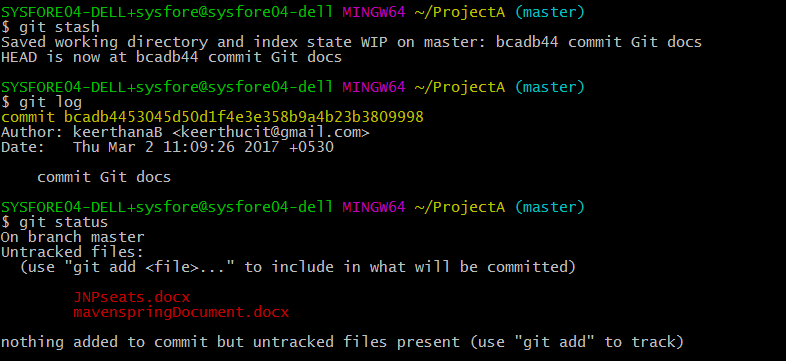 SYSFORE04-DELL+sysfore@sysfore04-dell MINGW64 ~/ProjectA (master)
$ git stash
Saved working directory and index state WIP on master: bcadb44 commit Git docs
HEAD is now at bcadb44 commit Git docs
SYSFORE04-DELL+sysfore@sysfore04-dell MINGW64 ~/ProjectA (master)
$ git log
commit bcadb4453045d50d1f4e3e358b9a4b23b3809998
Author: keerthanaB <keerthucit@gmail.com>
Date:   Thu Mar 2 11:09:26 2017 +0530
    commit Git docs
SYSFORE04-DELL+sysfore@sysfore04-dell MINGW64 ~/ProjectA (master)
$ git status
On branch master
Untracked files:
  (use "git add <file>..." to include in what will be committed)
        JNPseats.docx
        mavenspringDocument.docx
nothing added to commit but untracked files present (use "git add" to track)